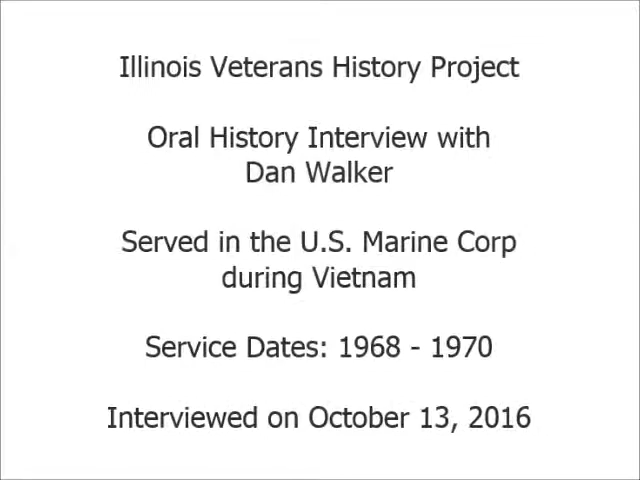 Illinois Veterans History Project
Oral History Interview with
Dan Walker
Served in the U.S. Marine Corp
during Vietnam
Service Dates: 1968 - 1970
Interviewed on October 13, 2016